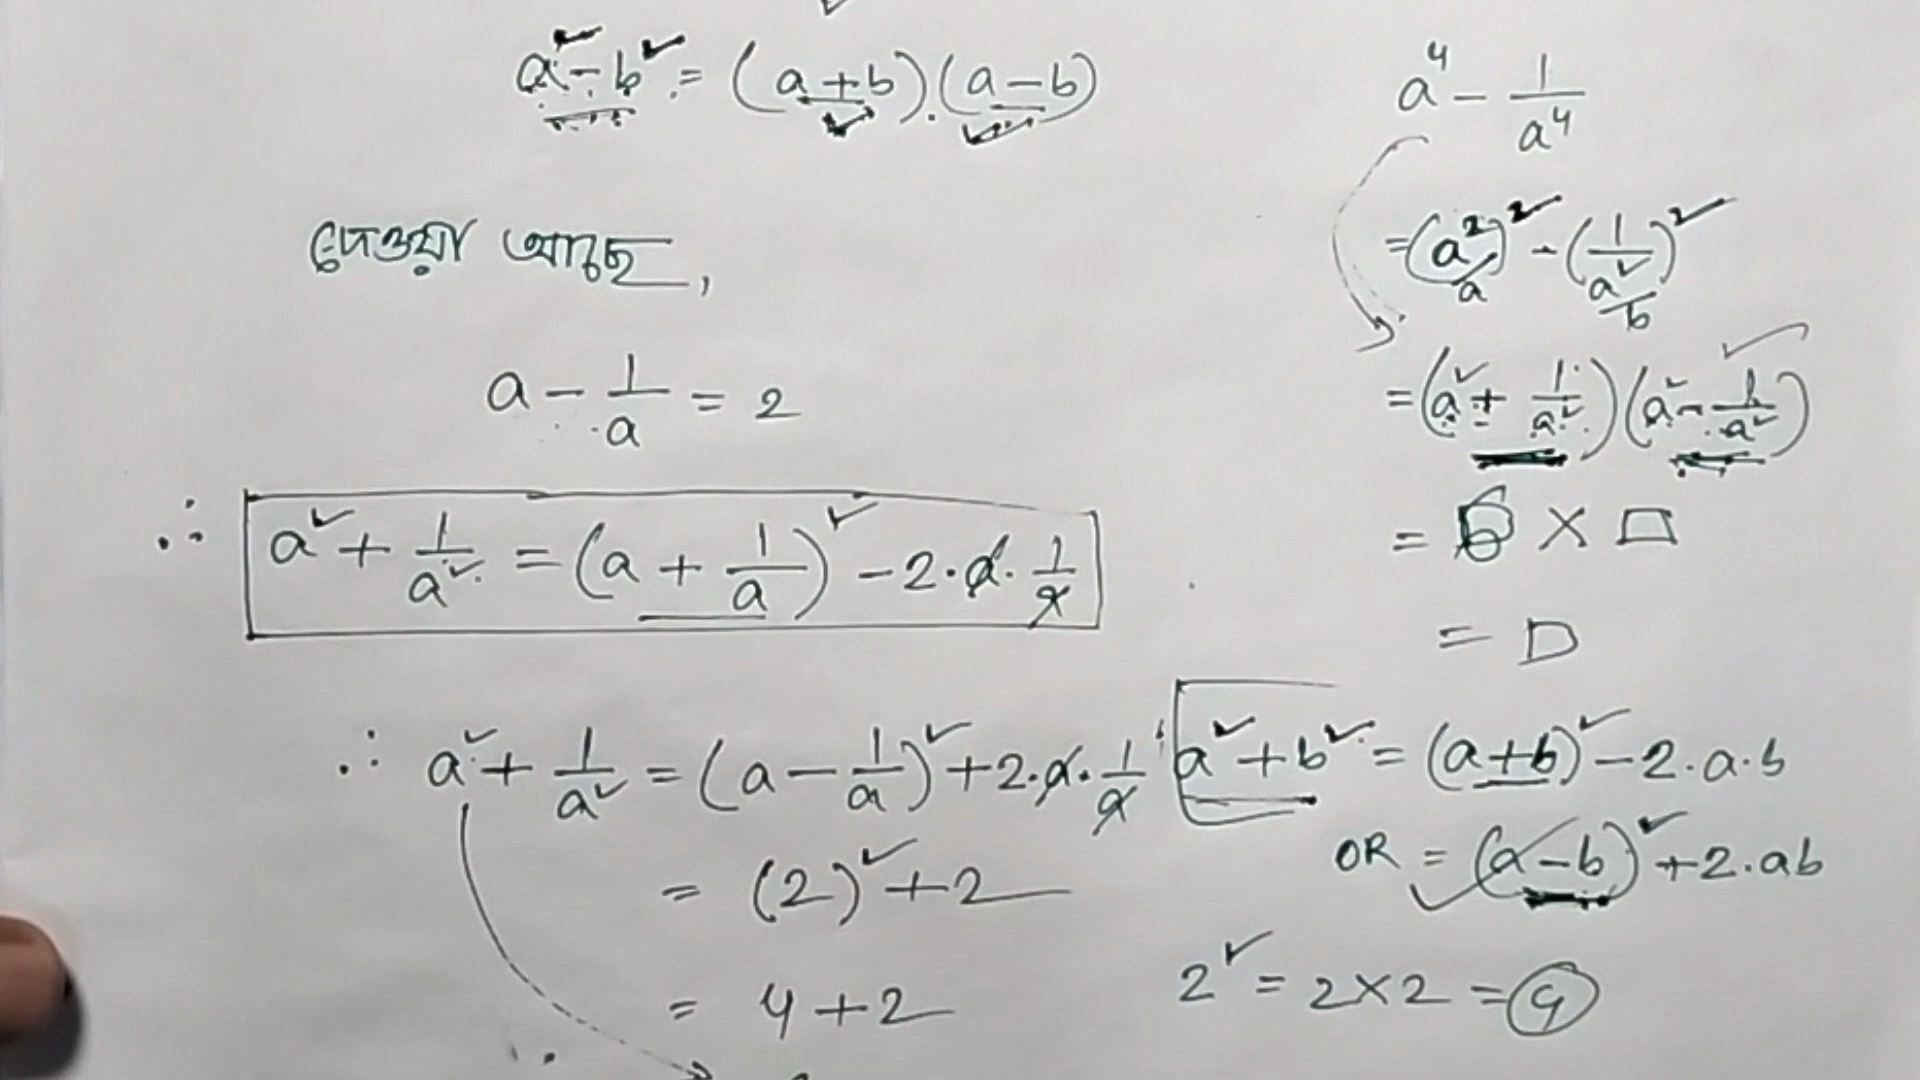 a² - b² = (a+b).(a-b)
দেওয়া আছে,
a - 1/a = 2
∴ a² + 1/a² = (a + 1/a)² - 2·a·1/a
∴ a² + 1/a² = (a - 1/a)² + 2·a·1/a
= (2)² + 2
= 4+2
a⁴ - 1/a⁴
= (a²)² - (1/a²)²
a b
= (a² + 1/a²)(a² - 1/a²)
= 6 × □
= □
a² + b² = (a+b)² - 2.a.b
OR = (a-b)² + 2.ab
2² = 2×2 = 4